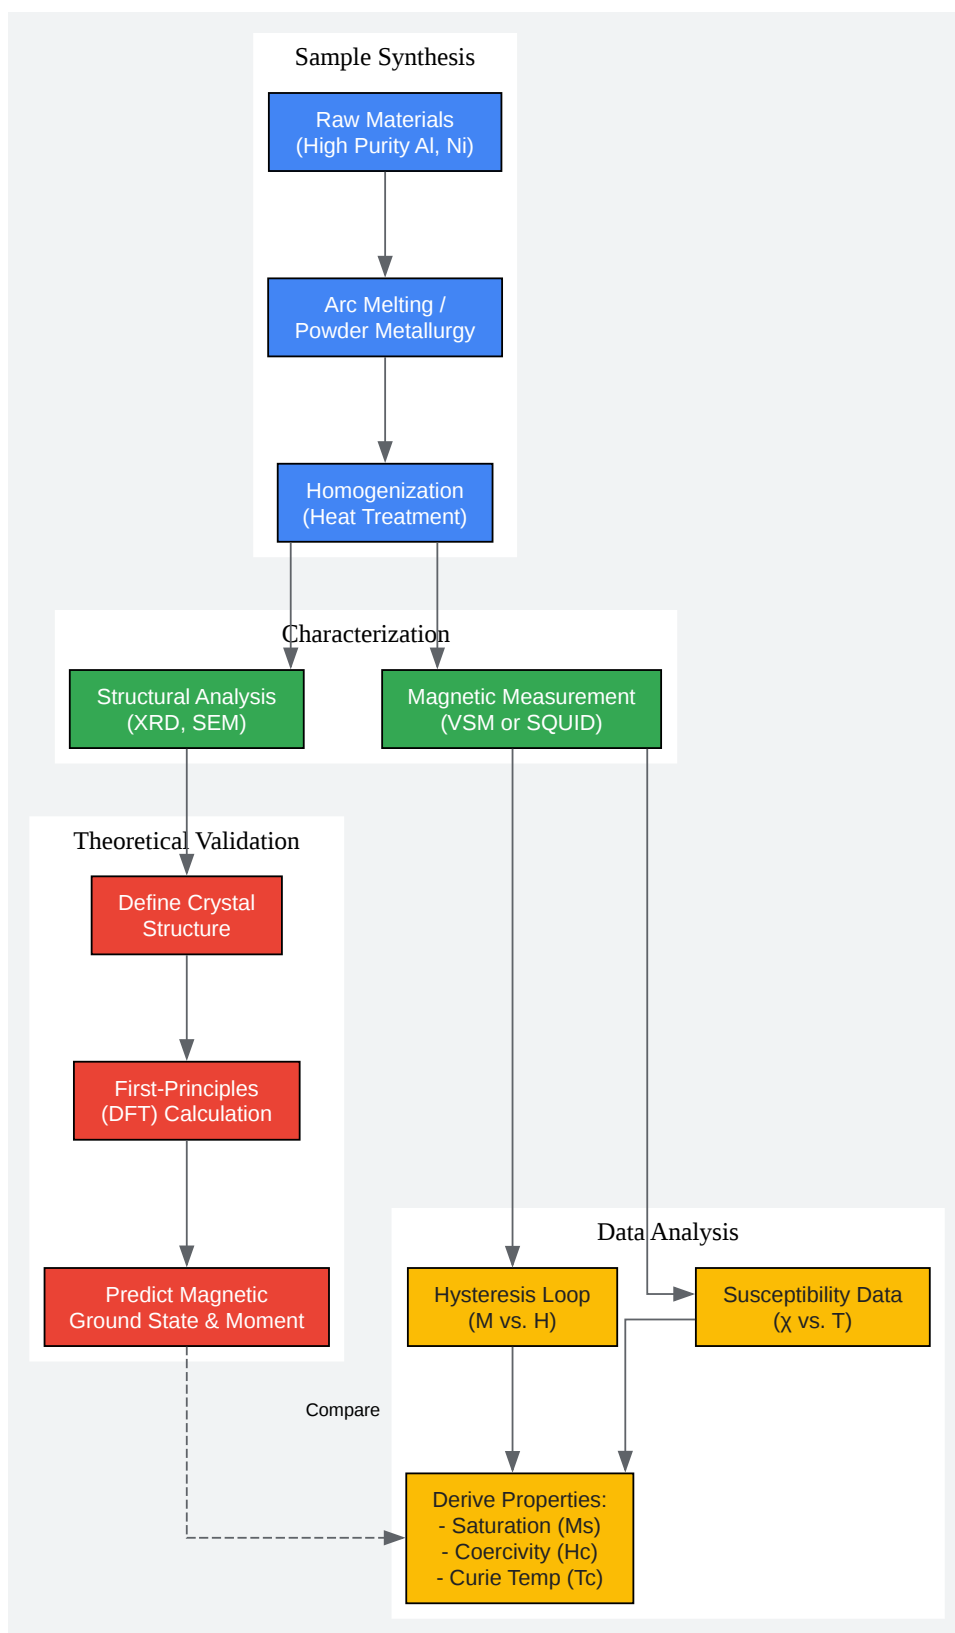 Sample Synthesis
Raw Materials
(High Purity Al, Ni)
Arc Melting /
Powder Metallurgy
Homogenization
(Heat Treatment)
Characterization
Structural Analysis
(XRD, SEM)
Magnetic Measurement
(VSM or SQUID)
Theoretical Validation
Define Crystal
Structure
First-Principles
(DFT) Calculation
Predict Magnetic
Ground State & Moment
Data Analysis
Hysteresis Loop
(M vs. H)
Susceptibility Data
(χ vs. T)
Compare
Derive Properties:
- Saturation (Ms)
- Coercivity (Hc)
- Curie Temp (Tc)